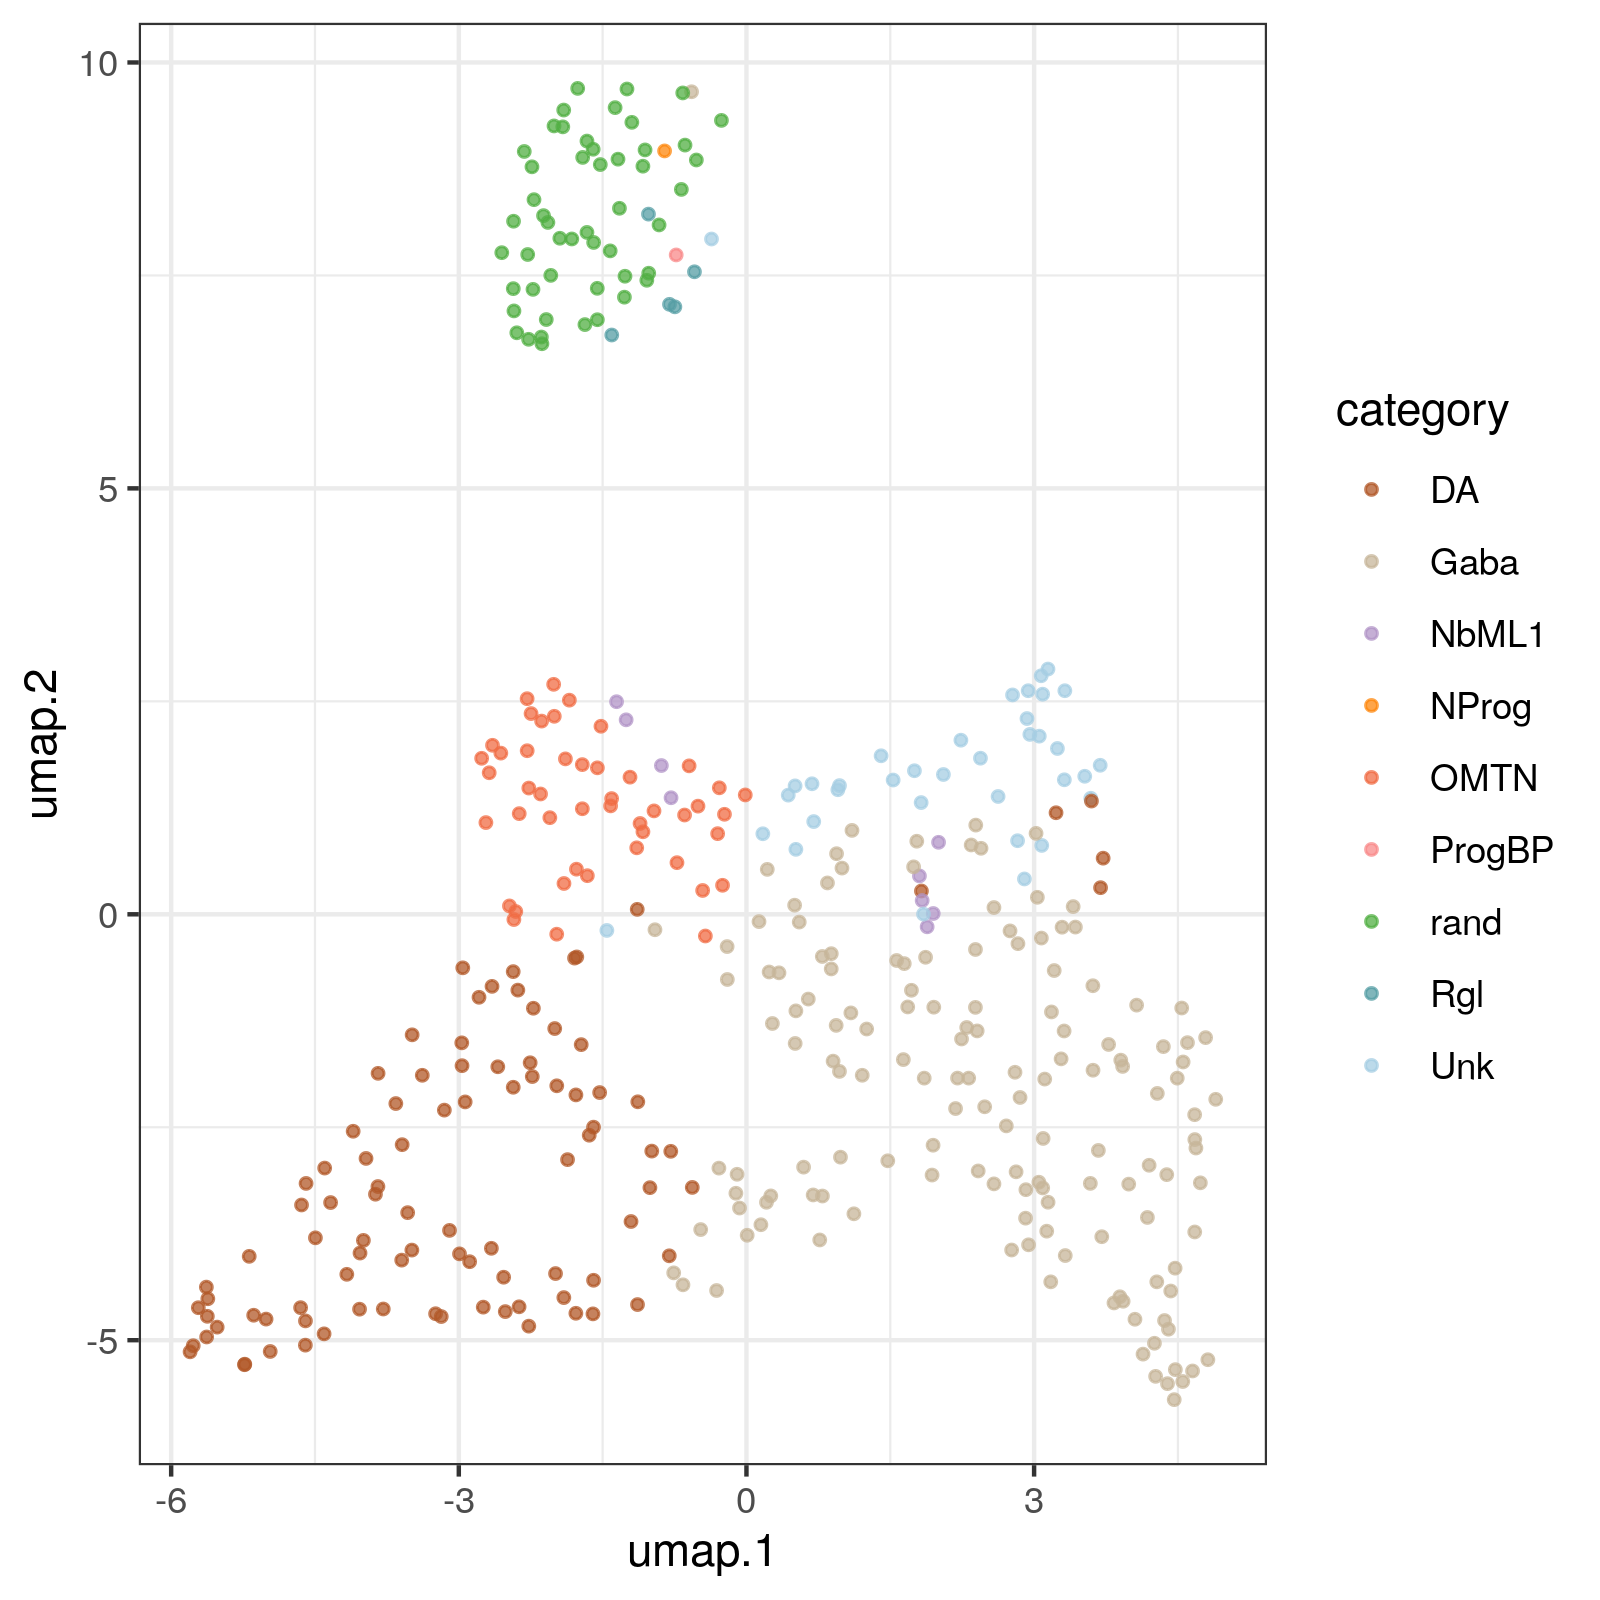 10
5
0
-5
umap.2
-6
-3
0
3
umap.1
category
DA
Gaba
NbML1
NProg
OMTN
ProgBP
rand
Rgl
Unk